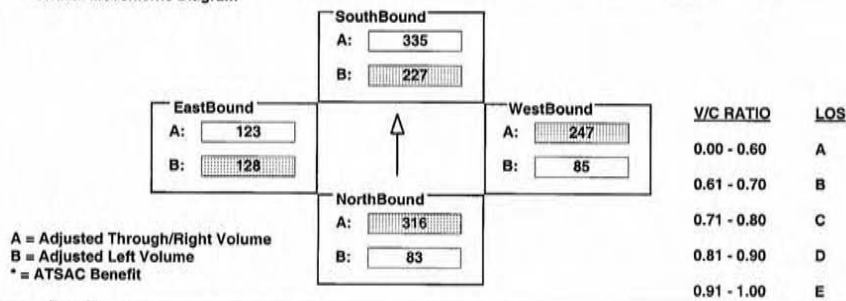 SouthBound
A: 335
B: 227
EastBound
A: 123
B: 128
WestBound
A: 247
B: 85
NorthBound
A: 316
B: 83
A = Adjusted Through/Right Volume
B = Adjusted Left Volume
* = ATSAC Benefit
V/C RATIO LOS
0.00 - 0.60 A
0.61 - 0.70 B
0.71 - 0.80 C
0.81 - 0.90 D
0.91 - 1.00 E